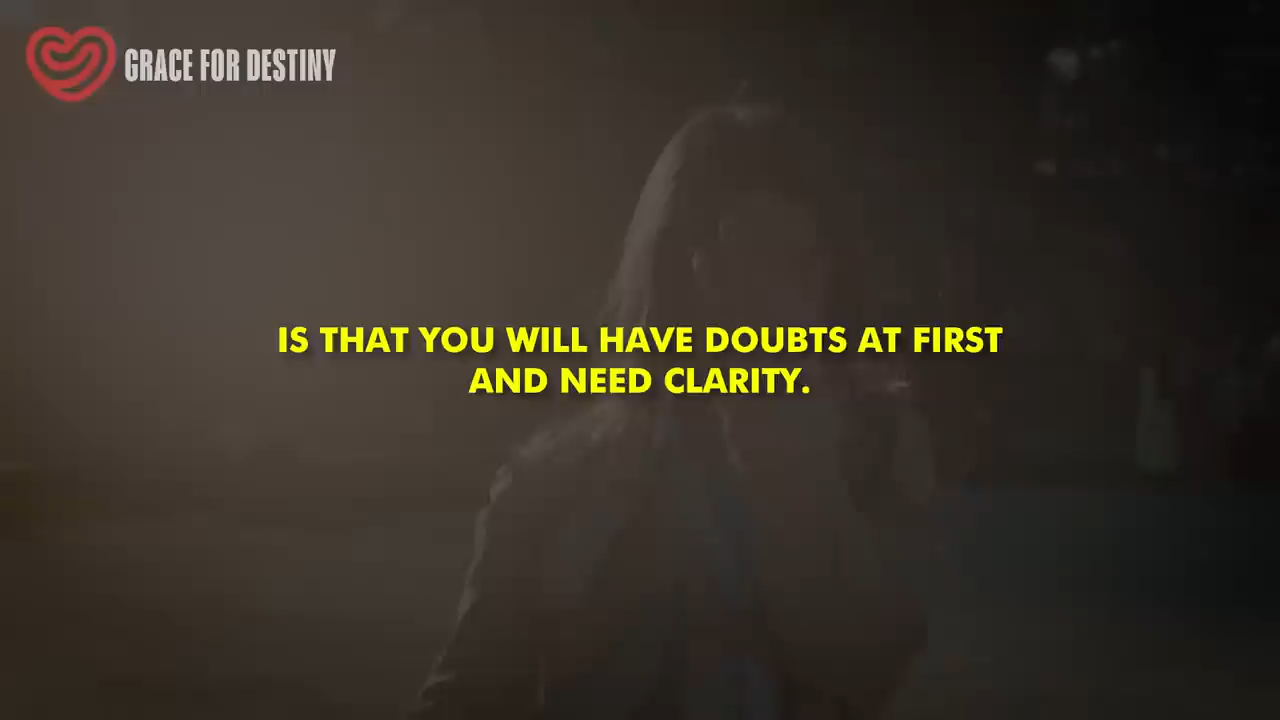 GRACE FOR DESTINY
IS THAT YOU WILL HAVE DOUBTS AT FIRST
AND NEED CLARITY.